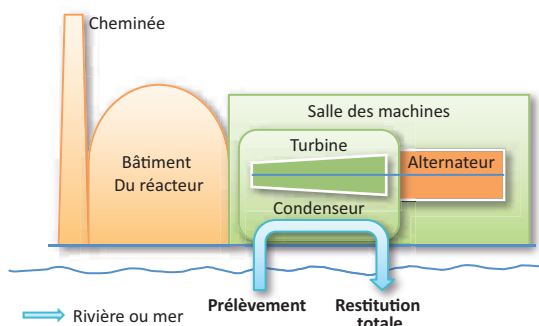 Cheminée
Salle des machines
Turbine
Alternateur
Bâtiment
Du réacteur
Condenseur
Prélèvement
Restitution
totale
Rivière ou mer